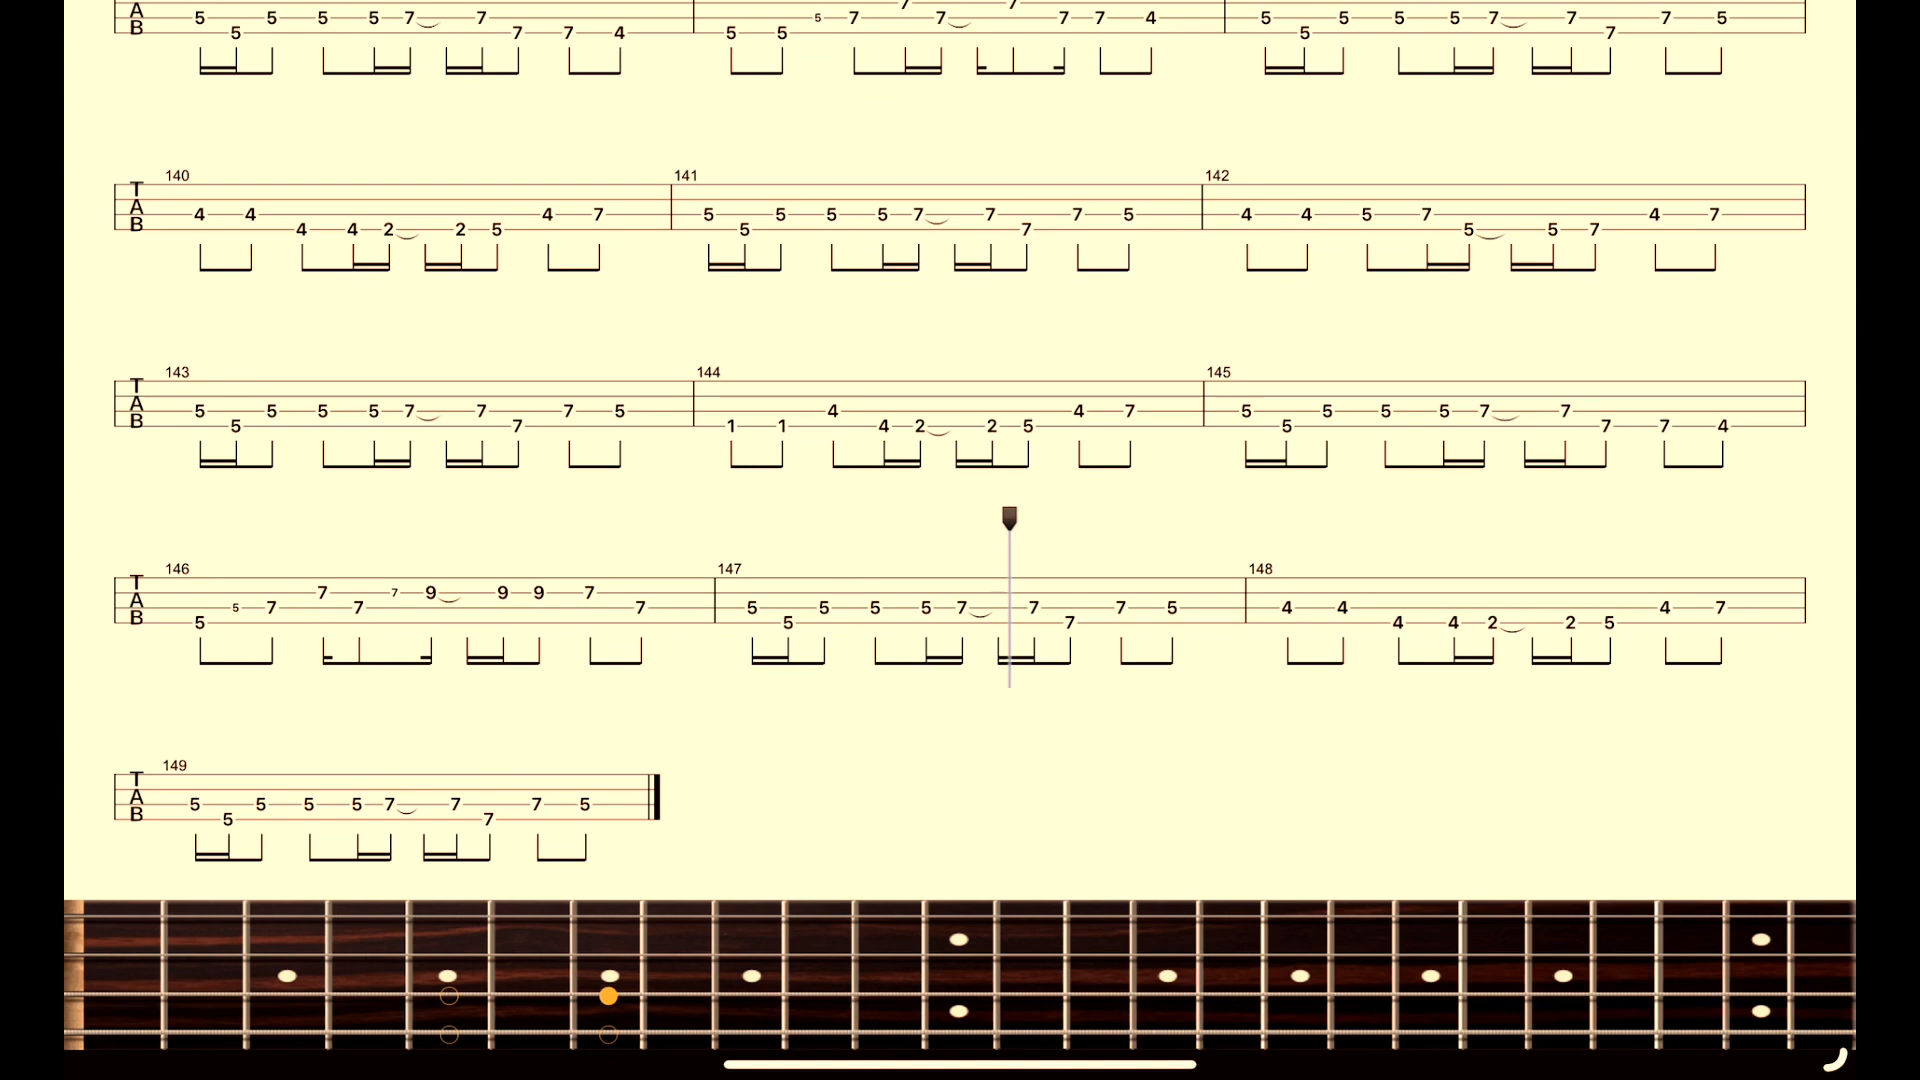 A 5 5 5 5 7 7 7 4 5 7 7 7 7 4 5 5 5 5 7 7 7 5
B 5 7 7 4 5 5 5 7
140 141 142
T
A 4 4 4 7 5 5 5 5 7 7 7 5 4 4 5 7 4 7
B 4 4 2 2 5 5 7 5 5 7
143 144 145
T
A 5 5 5 5 7 7 7 5 4 4 7 5 5 5 5 7 7
B 5 7 1 1 4 2 2 5 5 7 7 4
146 147 148
T
7 7 9 9 9 7
A 5 7 7 7 5 5 5 5 7 7 7 5 4 4 4 7
B 5 5 7 4 4 2 2 5
149
T
A 5 5 5 5 7 7 7 5
B 5 7